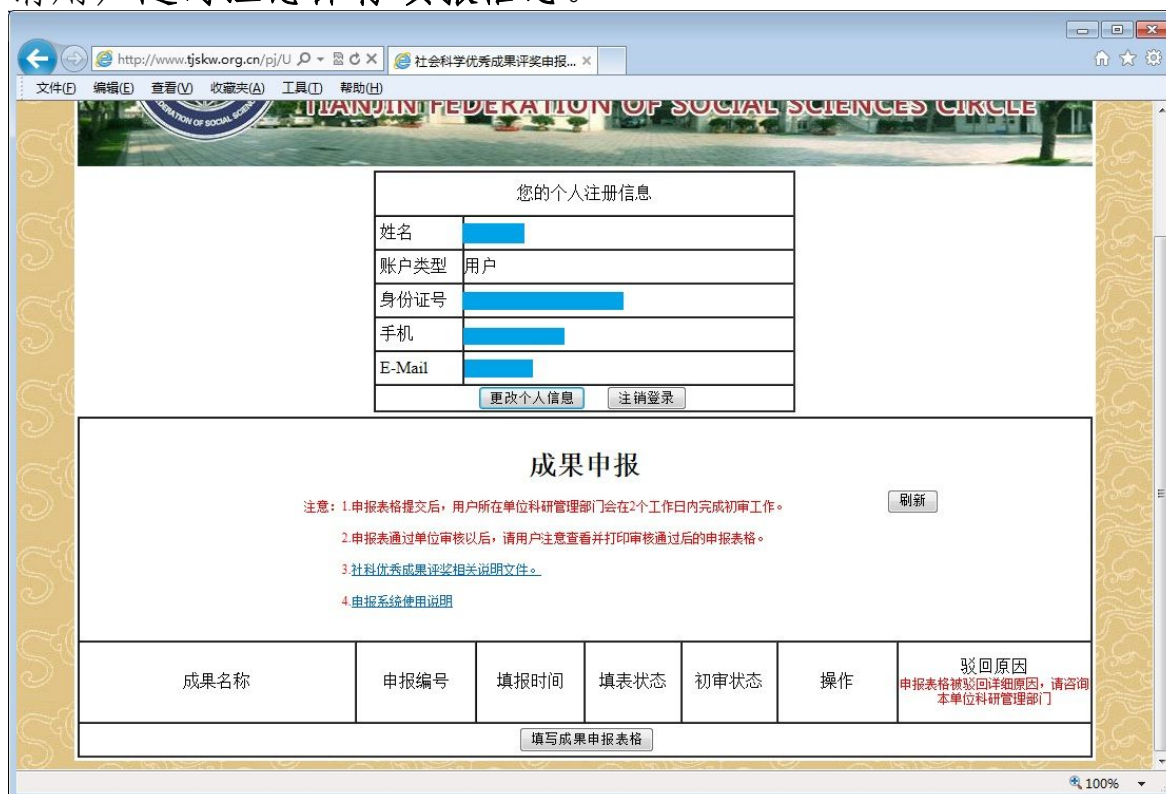 http://www.tjskw.org.cn/pj/U
社会科学优秀成果评奖申报...
文件(F) 编辑(E) 查看(V) 收藏夹(A) 工具(T) 帮助(H)
TIANJIN FEDERATION OF SOCIAL SCIENCES CIRCLE
您的个人注册信息
姓名
账户类型 用户
身份证号
手机
E-Mail
更改个人信息 注销登录
成果申报
注意：1.申报表格提交后，用户所在单位科研管理部门会在2个工作日内完成初审工作。 刷新
2.申报表通过单位审核以后，请用户注意查看并打印审核通过后的申报表格。
3.社科优秀成果评奖相关说明文件。
4.申报系统使用说明
成果名称 申报编号 填报时间 填表状态 初审状态 操作 驳回原因
申报表格被驳回详细原因，请咨询
本单位科研管理部门
填写成果申报表格
100%